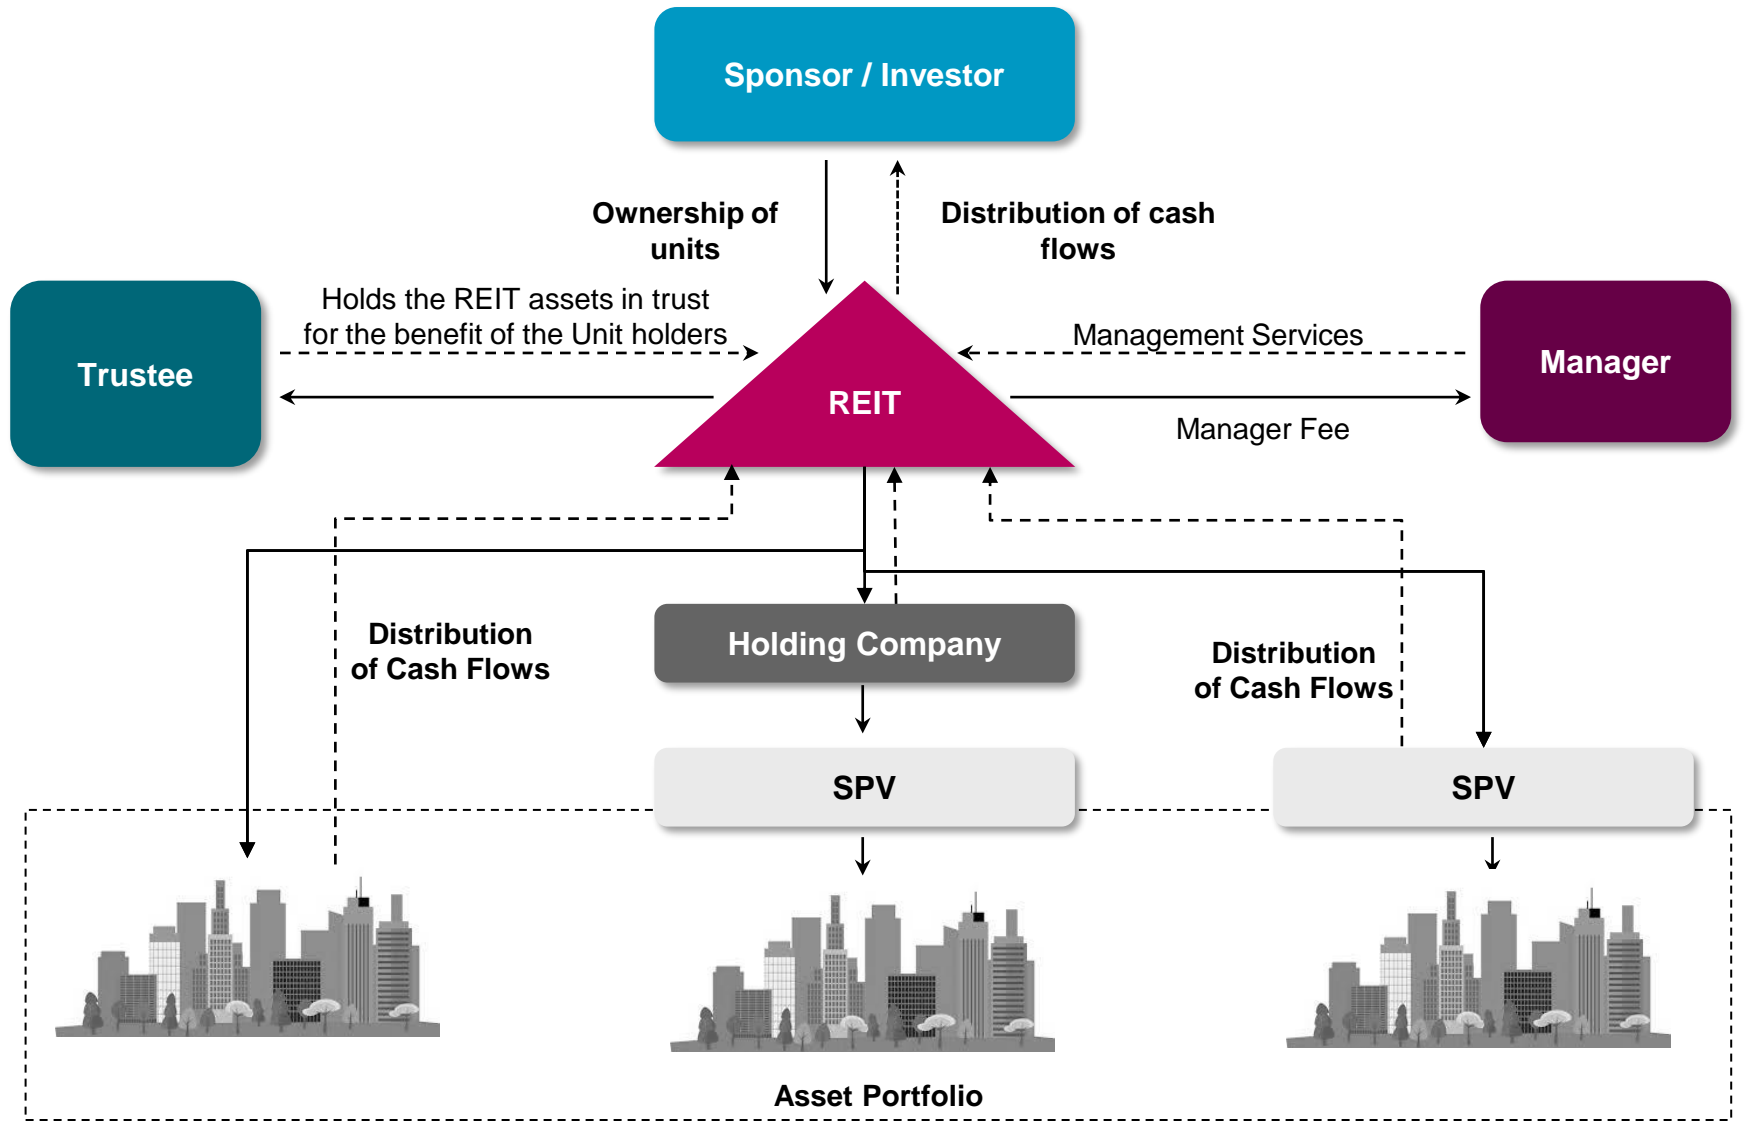 Sponsor / Investor
Ownership of
units
Distribution of cash
flows
Trustee
Holds the REIT assets in trust
for the benefit of the Unit holders
REIT
Management Services
Manager Fee
Manager
Distribution
of Cash Flows
Holding Company
Distribution
of Cash Flows
SPV
SPV
Asset Portfolio